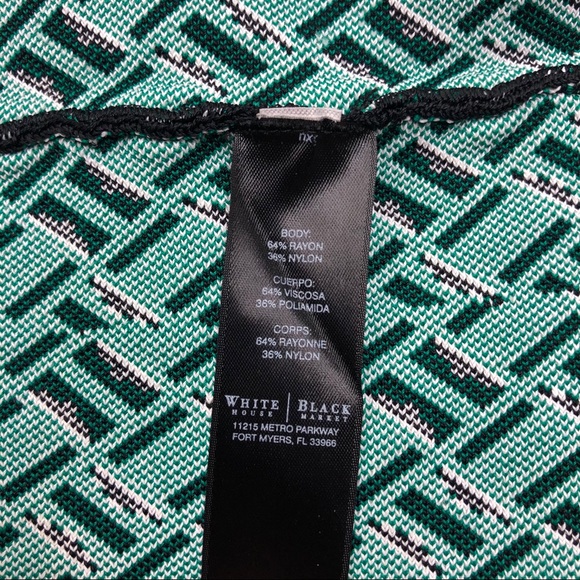 BODY:
64% RAYON
36% NYLON
CUERPO:
64% VISCOSA
36% POLIAMIDA
CORPS:
64% RAYONNE
36% NYLON
WHITE | BLACK
HOUSE | MARKET
11215 METRO PARKWAY
FORT MYERS, FL 33966